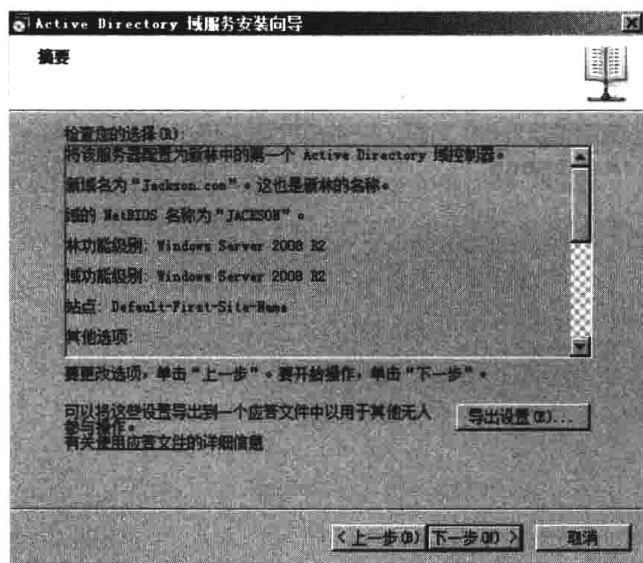 Active Directory 域服务安装向导
摘要
检查您的选择(R):
将该服务器配置为新林中的第一个 Active Directory 域控制器。
新域名为“Jackson.com”。这也是新林的名称。
域的 NetBIOS 名称为“JACKSON”。
林功能级别: Windows Server 2008 R2
域功能级别: Windows Server 2008 R2
站点: Default-First-Site-Name
其他选项:
要更改选项，单击“上一步”。要开始操作，单击“下一步”。
可以将这些设置导出到一个应答文件中以用于其他无人
参与操作。
导出设置(E)...
有关使用应答文件的详细信息
< 上一步(B)
下一步(N) >
取消